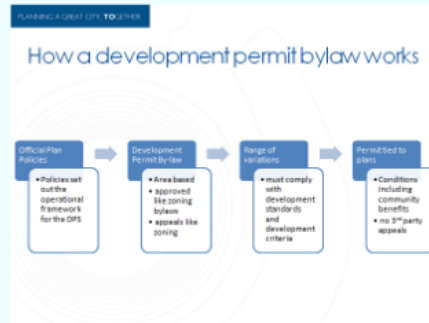 PLANNING A GREAT CITY, TOGETHER
How a development permit bylaw works
Official Plan
Policies
• Policies set
out the
operational
framework
for the DPS
Development
Permit By-law
• Area based
• approved
like zoning
bylaws
• appeals like
zoning
Range of
variations
• must comply
with
development
standards
and
development
criteria
Permitted to
plans
• Conditions
including
community
benefits
• no 3rd party
appeals